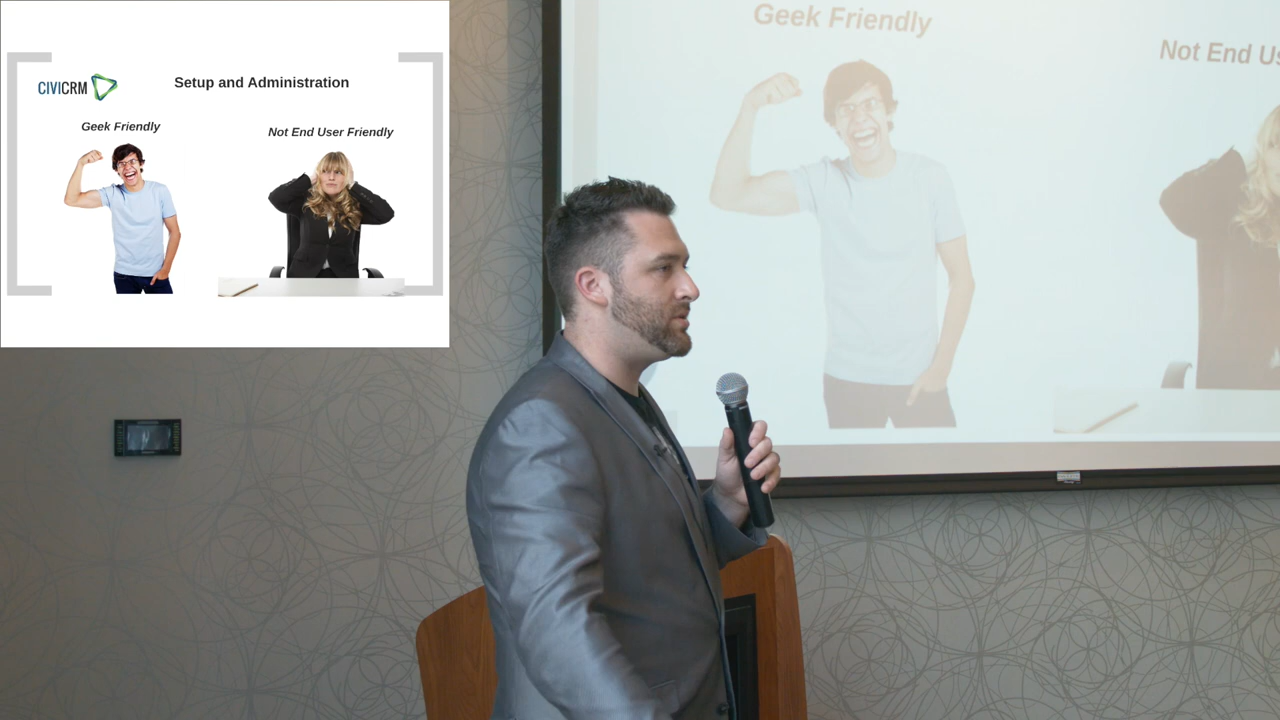 CIVICRM
Setup and Administration
Geek Friendly
Not End User Friendly
Geek Friendly
Not End Us